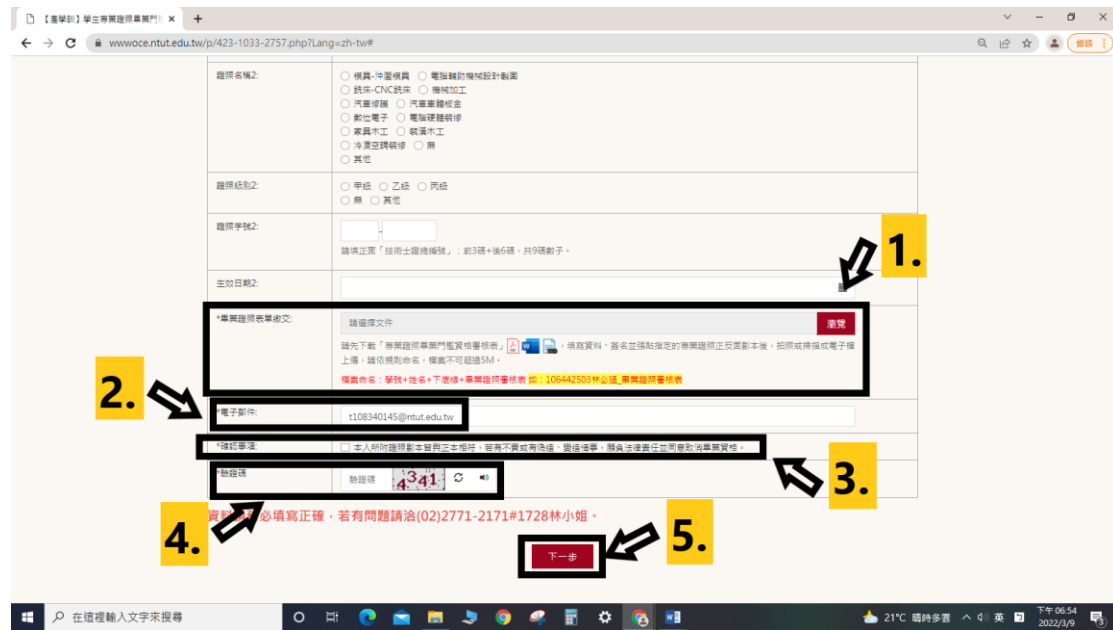 【產學訓】學生專業證照畢業門
wwwoce.ntut.edu.tw/p/423-1033-2757.php?Lang=zh-tw#
證照名稱2:
模具-沖壓模具 電腦輔助機械設計製圖
銑床-CNC銑床 機械加工
汽車修護 汽車車體板金
數位電子 電腦硬體裝修
家具木工 裝潢木工
冷凍空調裝修 無
其他
證照級別2:
甲級 乙級 丙級
無 其他
證照字號2:
-
請填正面「技術士證總編號」:前3碼+後6碼,共9碼數子。
1.
生效日期2:
*畢業證照表單繳交:
請選擇文件
瀏覽
請先下載「專業證照畢業門檻資格審核表」,填寫資料、簽名並張貼指定的專業證照正反面影本後,拍照或掃描成電子檔
上傳。請依規則命名,檔案不可超過5M。
檔案命名:學號+姓名+下底線+畢業證照審核表 如:106442503林必猛_畢業證照審核表
2.
*電子郵件:
t108340145@ntut.edu.tw
*確認事項:
本人所附證照影本皆與正本相符,若有不實或有偽造、變造情事,願負法律責任並同意取消畢業資格。
3.
*驗證碼
驗證碼
4341
4.
資料 必填寫正確,若有問題請洽(02)2771-2171#1728林小姐。
5.
下一步
在這裡輸入文字來搜尋
21°C 晴時多雲
英
下午 06:54
2022/3/9